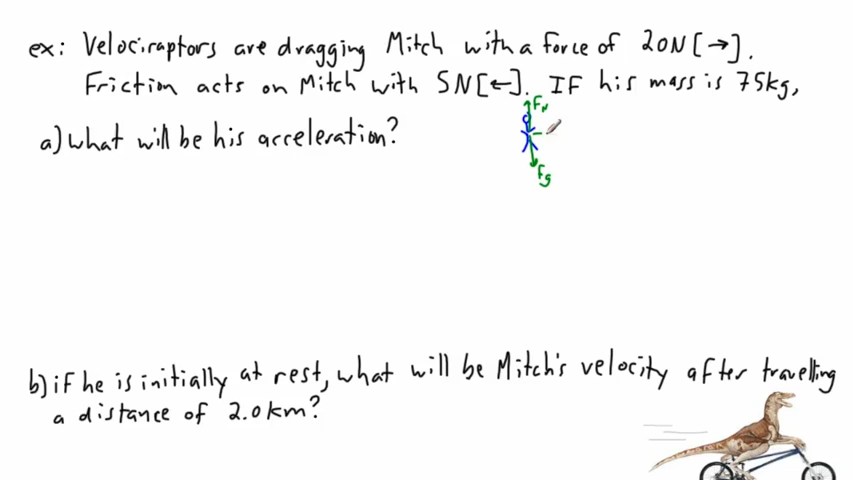 ex: Velociraptors are dragging Mitch with a force of 20N [→].
Friction acts on Mitch with 5N [←]. IF his mass is 75kg,
a) what will be his acceleration?
FN
Fg
b) if he is initially at rest, what will be Mitch's velocity after travelling
a distance of 2.0km?